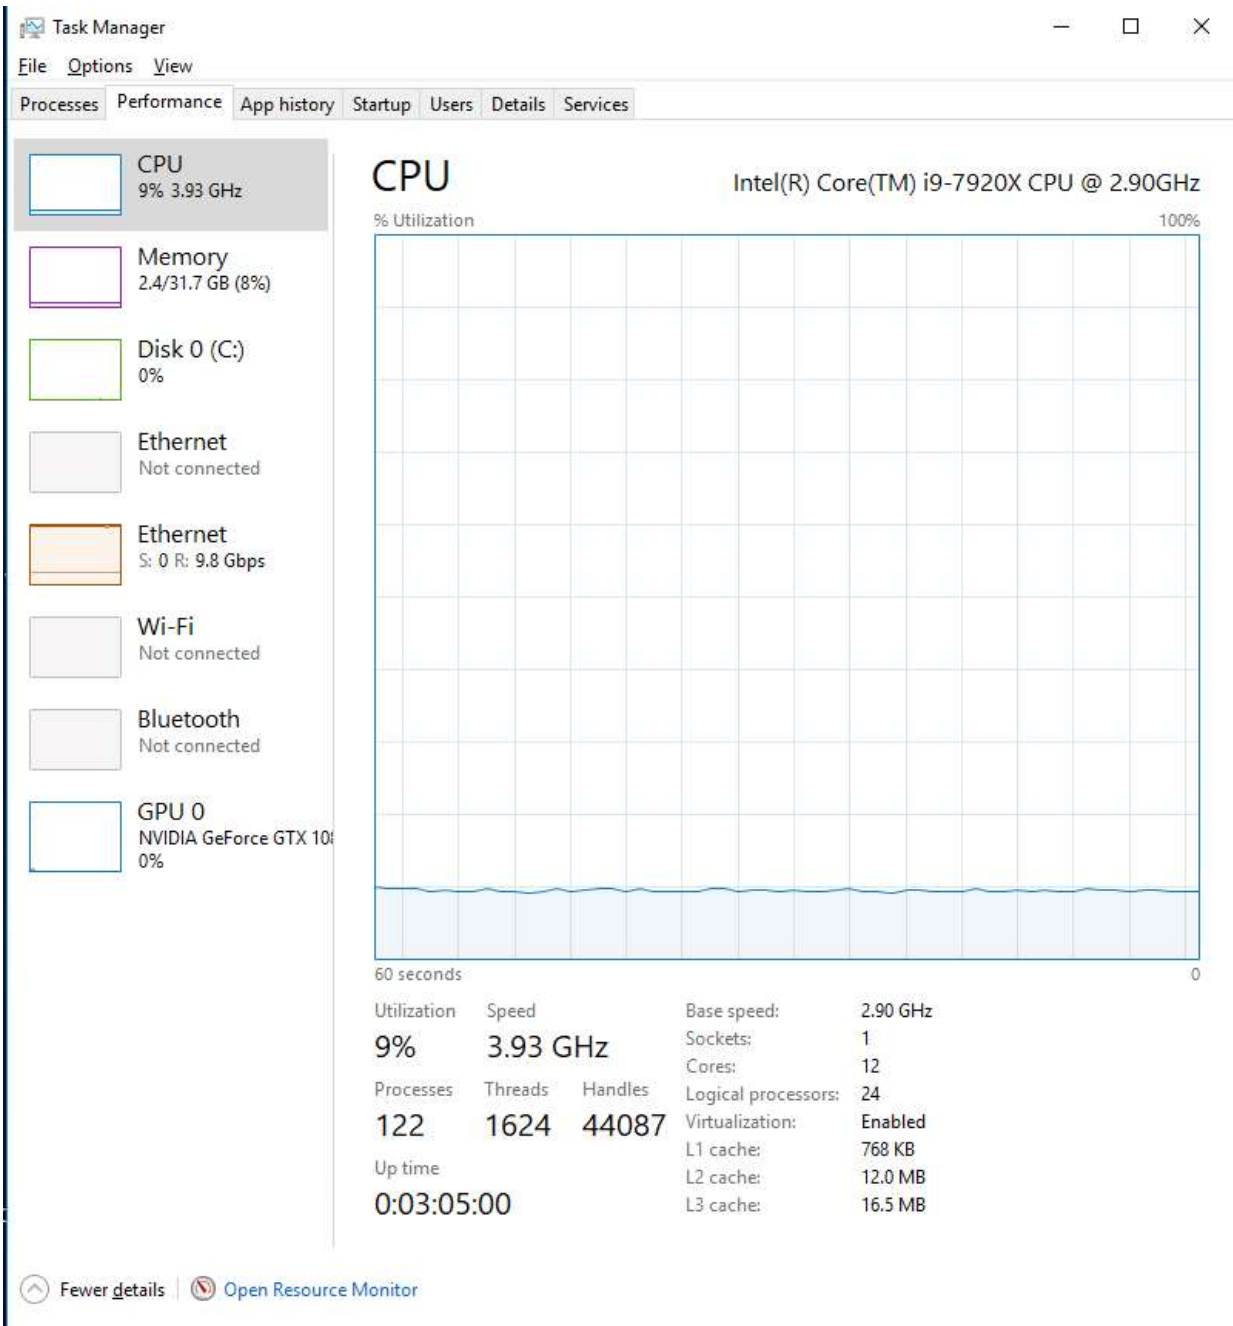 Task Manager
File Options View
Processes Performance App history Startup Users Details Services
CPU
9% 3.93 GHz
Memory
2.4/31.7 GB (8%)
Disk 0 (C:)
0%
Ethernet
Not connected
Ethernet
S: 0 R: 9.8 Gbps
Wi-Fi
Not connected
Bluetooth
Not connected
GPU 0
NVIDIA GeForce GTX 10
0%
CPU Intel(R) Core(TM) i9-7920X CPU @ 2.90GHz
% Utilization 100%
60 seconds 0
Utilization Speed
9% 3.93 GHz
Processes Threads Handles
122 1624 44087
Up time
0:03:05:00
Base speed: 2.90 GHz
Sockets: 1
Cores: 12
Logical processors: 24
Virtualization: Enabled
L1 cache: 768 KB
L2 cache: 12.0 MB
L3 cache: 16.5 MB
Fewer details Open Resource Monitor